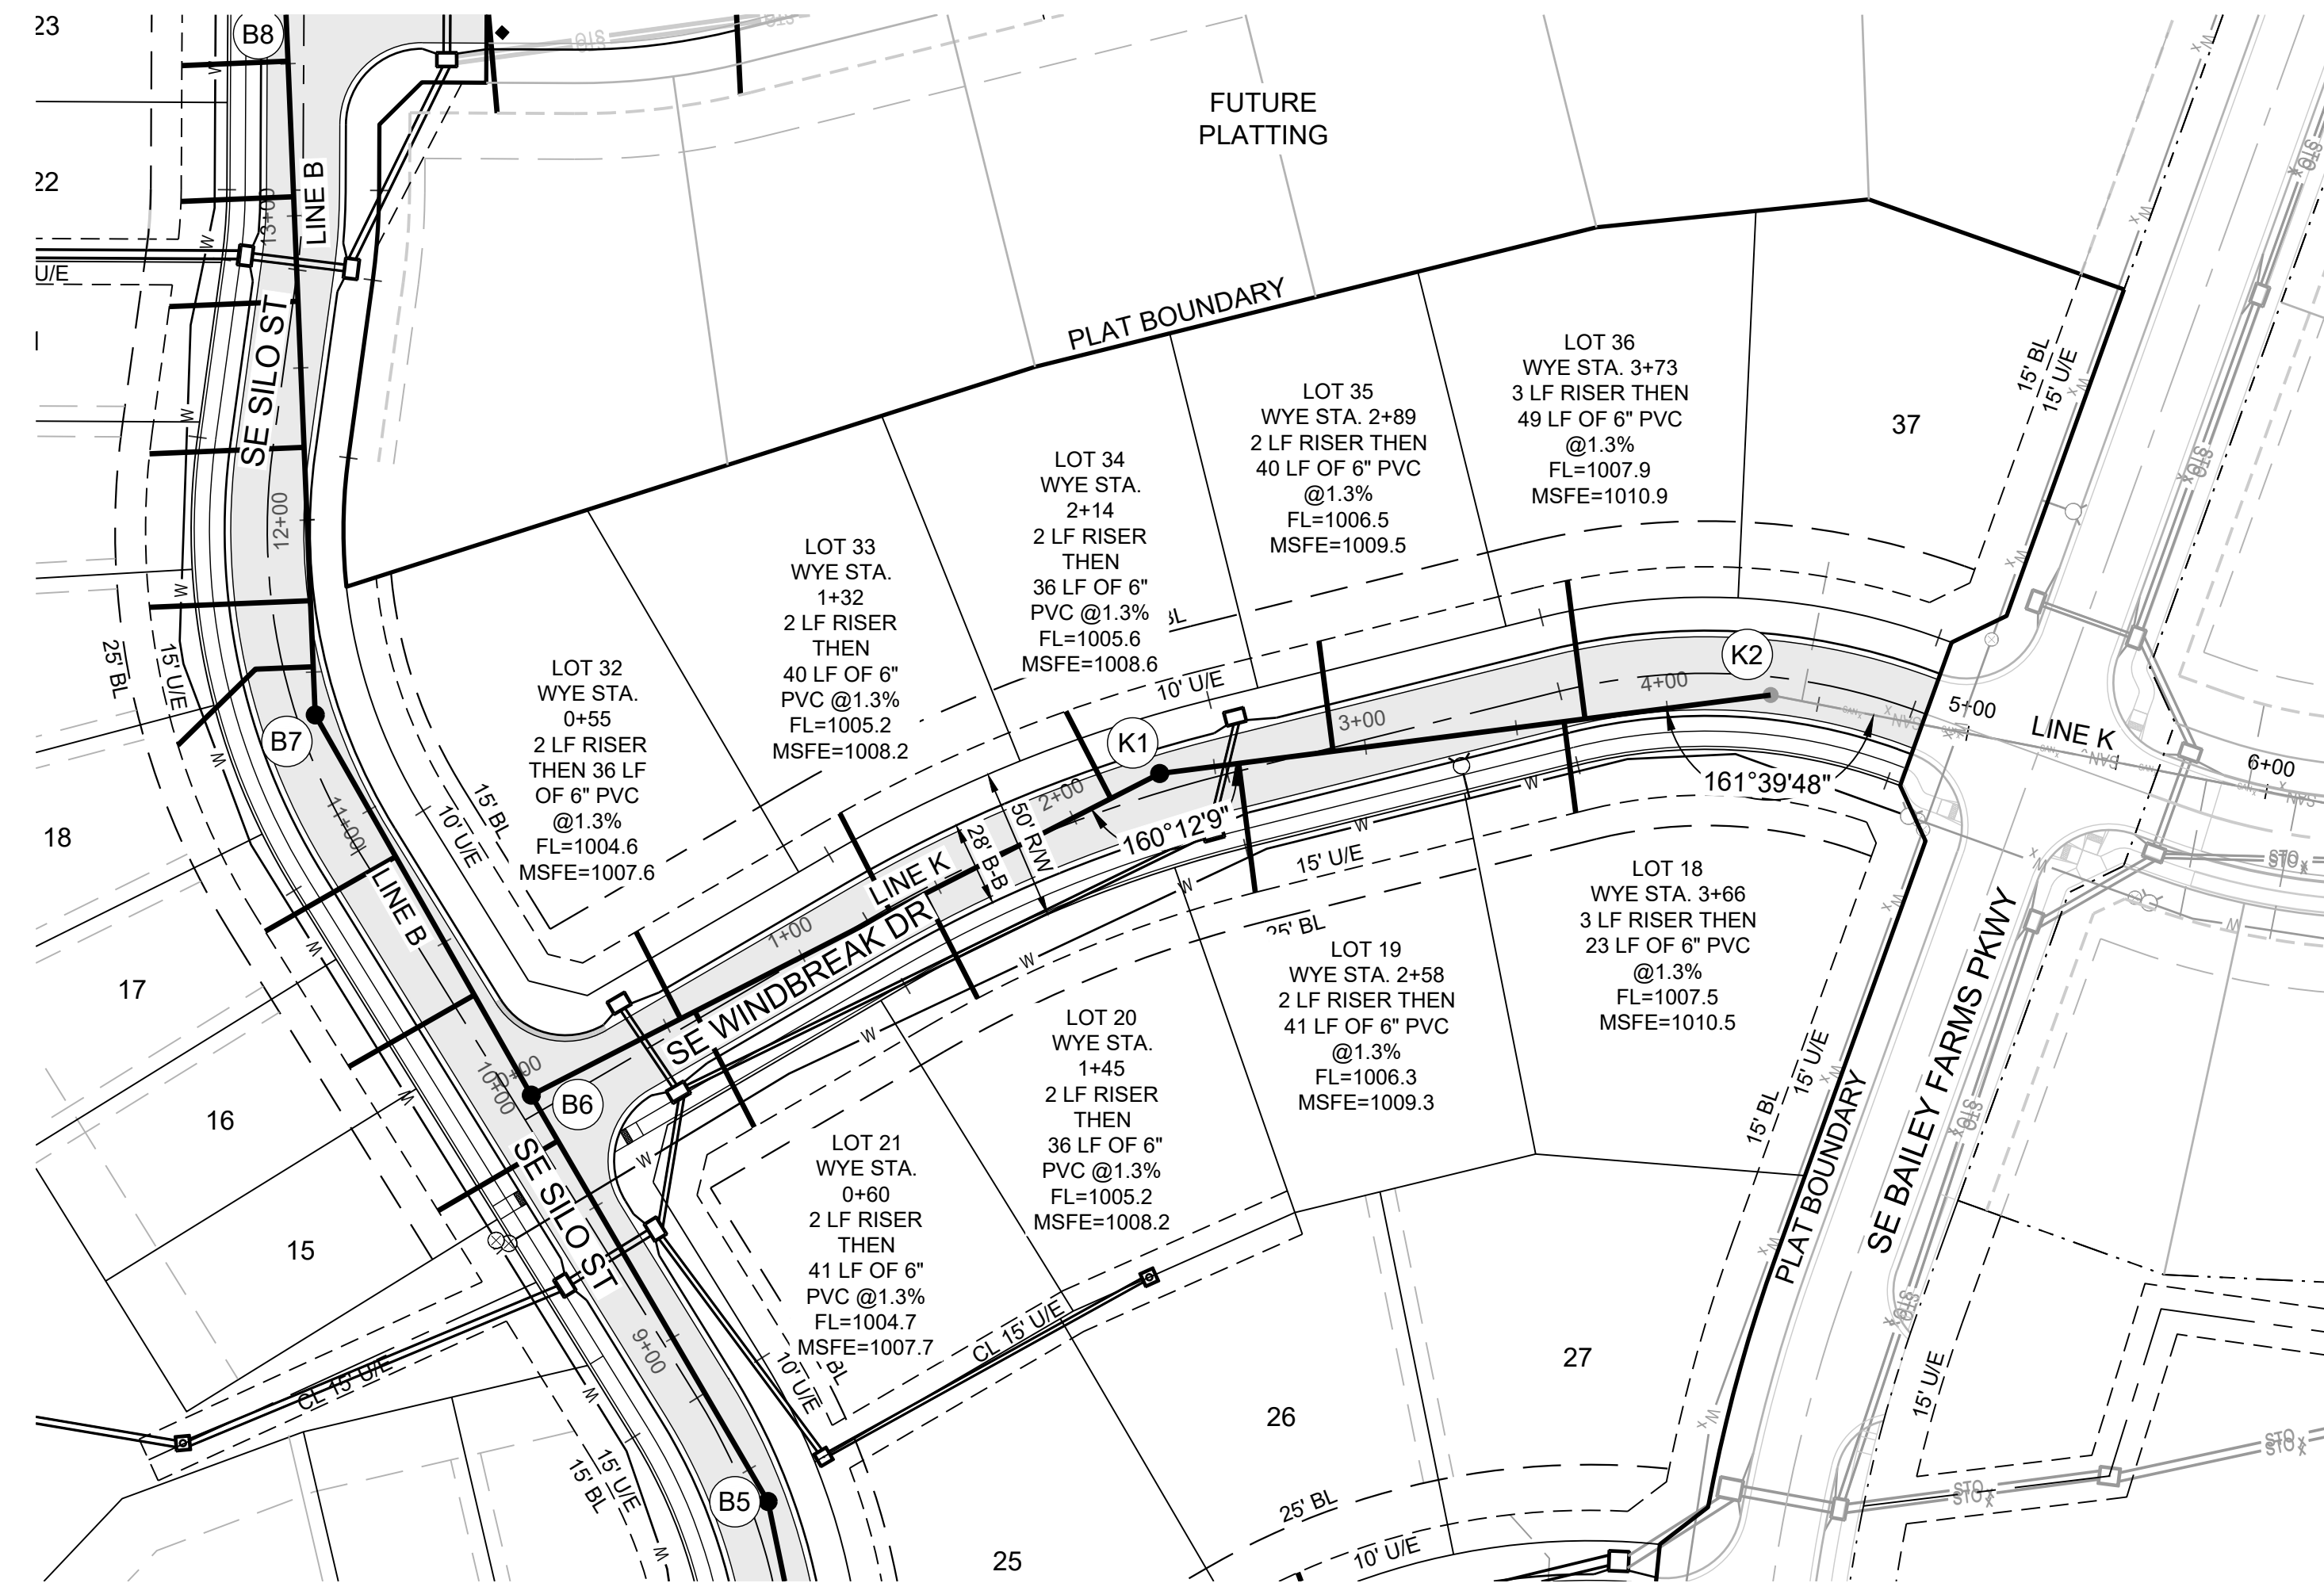 23
B8
FUTURE
PLATTING
22
LINE B
13+00
U/E
SE SILO ST
PLAT BOUNDARY
12+00
15' BL
15' U/E
LOT 36
WYE STA. 3+73
3 LF RISER THEN
49 LF OF 6" PVC
@1.3%
FL=1007.9
MSFE=1010.9
37
LOT 35
WYE STA. 2+89
2 LF RISER THEN
40 LF OF 6" PVC
@1.3%
FL=1006.5
MSFE=1009.5
LOT 34
WYE STA.
2+14
2 LF RISER
THEN
36 LF OF 6"
PVC @1.3%
FL=1005.6
MSFE=1008.6
BL
LOT 33
WYE STA.
1+32
2 LF RISER
THEN
40 LF OF 6"
PVC @1.3%
FL=1005.2
MSFE=1008.2
LOT 32
WYE STA.
0+55
2 LF RISER
THEN 36 LF
OF 6" PVC
@1.3%
FL=1004.6
MSFE=1007.6
25' BL
15' U/E
B7
10' U/E
K1
K2
4+00
3+00
2+00
5+00
LINE K
6+00
161°39'48"
160°12'9"
50' R/W
28' B-B
15' BL
10' U/E
11+00
18
LINE B
LINE K
1+00
SE WINDBREAK DR
15' U/E
25' BL
LOT 18
WYE STA. 3+66
3 LF RISER THEN
23 LF OF 6" PVC
@1.3%
FL=1007.5
MSFE=1010.5
LOT 19
WYE STA. 2+58
2 LF RISER THEN
41 LF OF 6" PVC
@1.3%
FL=1006.3
MSFE=1009.3
LOT 20
WYE STA.
1+45
2 LF RISER
THEN
36 LF OF 6"
PVC @1.3%
FL=1005.2
MSFE=1008.2
LOT 21
WYE STA.
0+60
2 LF RISER
THEN
41 LF OF 6"
PVC @1.3%
FL=1004.7
MSFE=1007.7
17
16
15
10+00
0+00
B6
SE SILO ST
9+00
15' BL
15' U/E
PLAT BOUNDARY
SE BAILEY FARMS PKWY
CL 15' U/E
CL 15' U/E
10' U/E
BL
27
26
25
15' U/E
15' BL
15' U/E
B5
25' BL
10' U/E
STO
STO
STO
STO
W
W
W
W